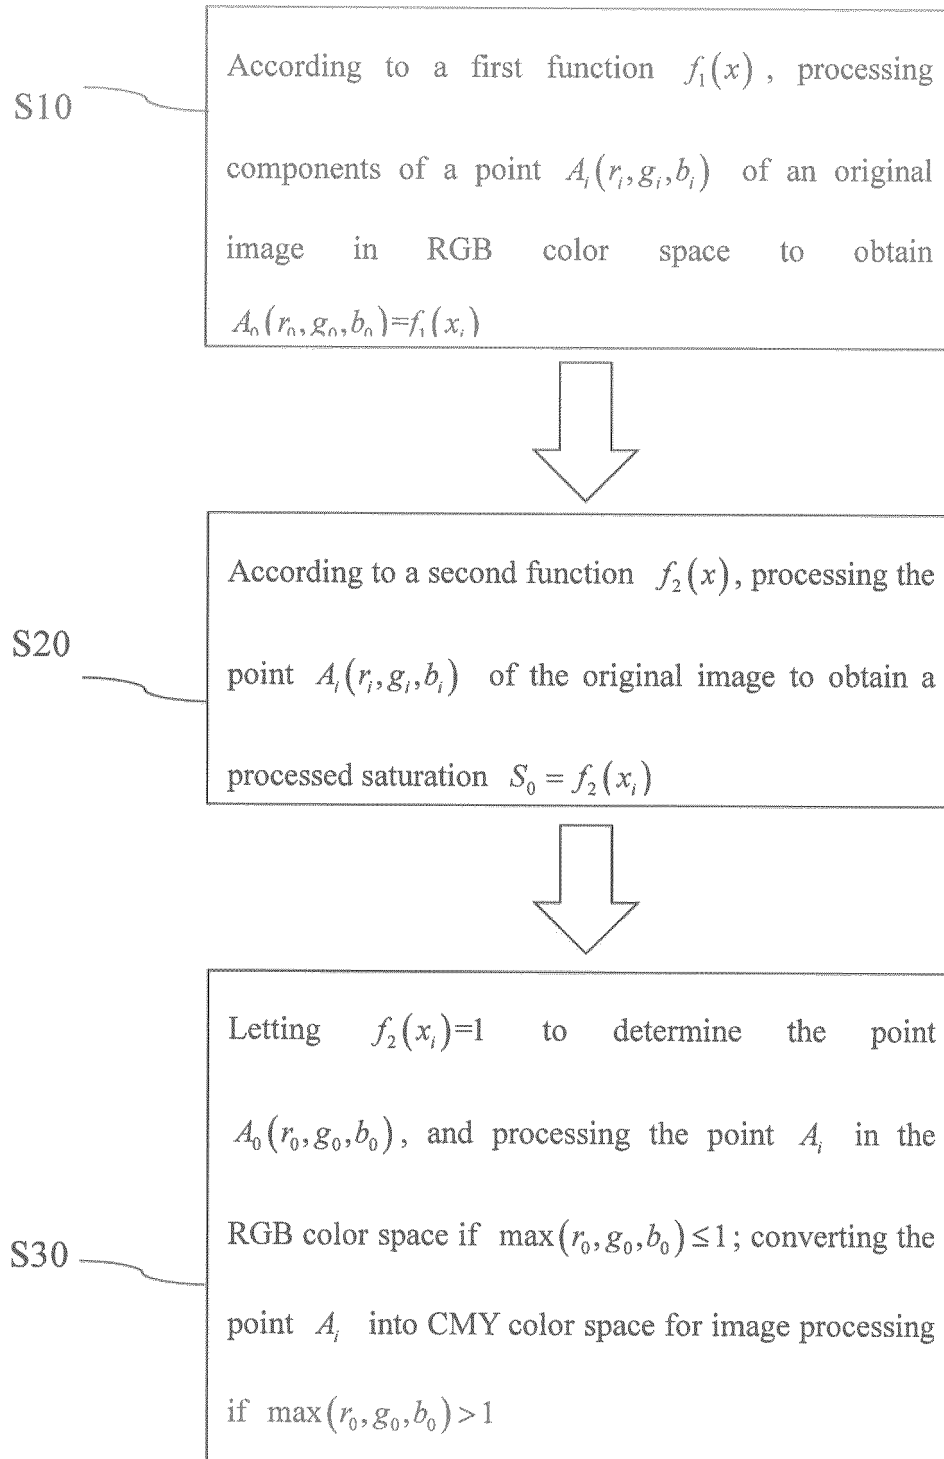 S10
According to a first function f₁(x), processing
components of a point Aᵢ(rᵢ,gᵢ,bᵢ) of an original
image in RGB color space to obtain
A₀(r₀,g₀,b₀)=f₁(xᵢ)
S20
According to a second function f₂(x), processing the
point Aᵢ(rᵢ,gᵢ,bᵢ) of the original image to obtain a
processed saturation S₀ = f₂(xᵢ)
S30
Letting f₂(xᵢ)=1 to determine the point
A₀(r₀,g₀,b₀), and processing the point Aᵢ in the
RGB color space if max(r₀,g₀,b₀)≤1; converting the
point Aᵢ into CMY color space for image processing
if max(r₀,g₀,b₀)>1